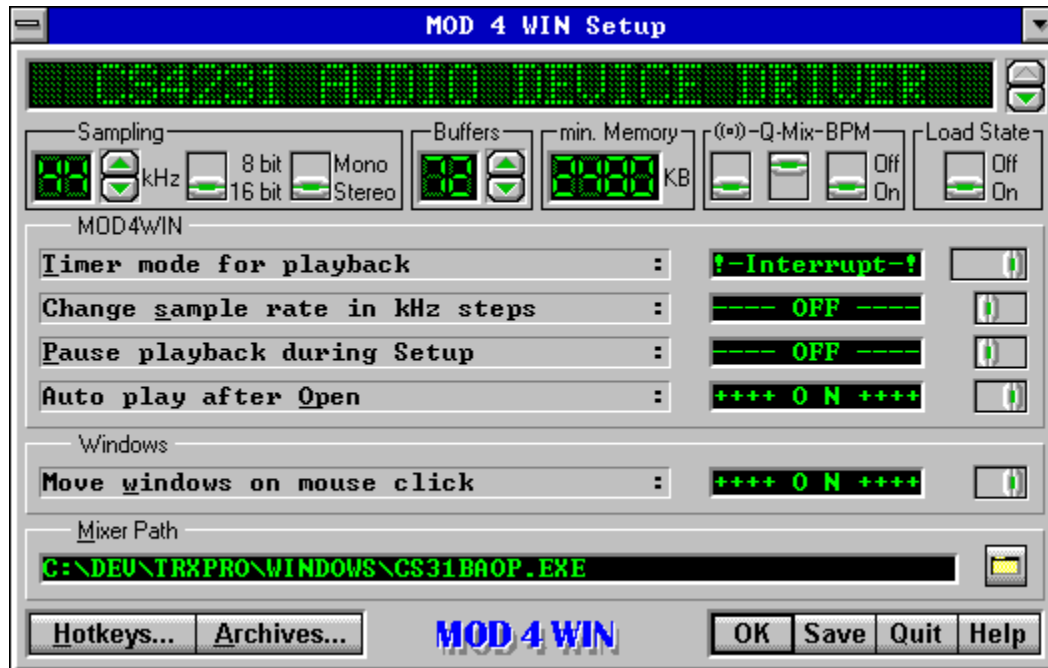 MOD 4 WIN Setup
CS4231 AUDIO DEVICE DRIVER
Sampling Buffers min. Memory ((•))-Q-Mix-BPM Load State
44 kHz 8 bit 16 bit Mono Stereo 32 KB Off On Off On
MOD4WIN
Timer mode for playback : !-Interrupt-!
Change sample rate in kHz steps : ---- OFF ----
Pause playback during Setup : ---- OFF ----
Auto play after Open : ++++ O N ++++
Windows
Move windows on mouse click : ++++ O N ++++
Mixer Path
C:\DEV\TRXPRO\WINDOWS\CS31BAOP.EXE
Hotkeys... Archives... MOD 4 WIN OK Save Quit Help